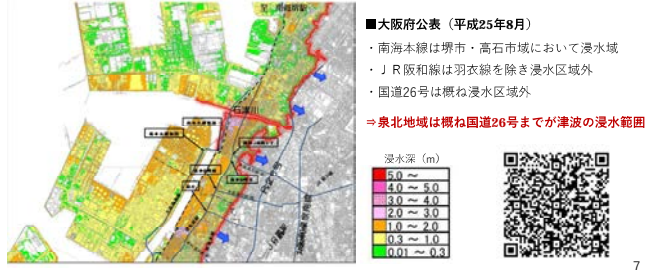 ■大阪府公表（平成25年8月）
・南海本線は堺市・高石市域において浸水域
・ＪＲ阪和線は羽衣線を除き浸水区域外
・国道26号は概ね浸水区域外
⇒泉北地域は概ね国道26号までが津波の浸水範囲
石津川
浸水深（m）
5.0 ～
4.0 ～ 5.0
3.0 ～ 4.0
2.0 ～ 3.0
1.0 ～ 2.0
0.3 ～ 1.0
0.01 ～ 0.3
7